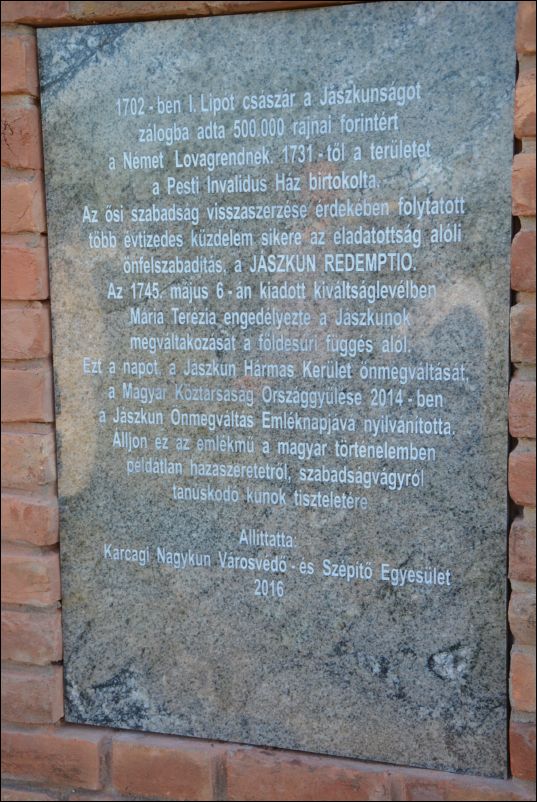 1702 - ben I. Lipót császár a Jászkunságot
zálogba adta 500.000 rajnai forintért
a Német Lovagrendnek. 1731 - től a területet
a Pesti Invalidus Ház birtokolta.
Az ősi szabadság visszaszerzése érdekében folytatott
több évtizedes küzdelem sikere az eladatottság alóli
önfelszabadítás, a JÁSZKUN REDEMPTIO.
Az 1745. május 6 - án kiadott kiváltságlevélben
Mária Terézia engedélyezte a Jászkunok
megváltakozását a földesúri függés alól.
Ezt a napot, a Jászkun Hármas Kerület önmegváltását,
a Magyar Köztársaság Országgyűlése 2014 - ben
a Jászkun Önmegváltás Emléknapjává nyilvánította.
Álljon ez az emlékmű a magyar történelemben
példátlan hazaszeretetről, szabadságvágyról
tanúskodó kunok tiszteletére
Állíttatta:
Karcagi Nagykun Városvédő - és Szépítő Egyesület
2016